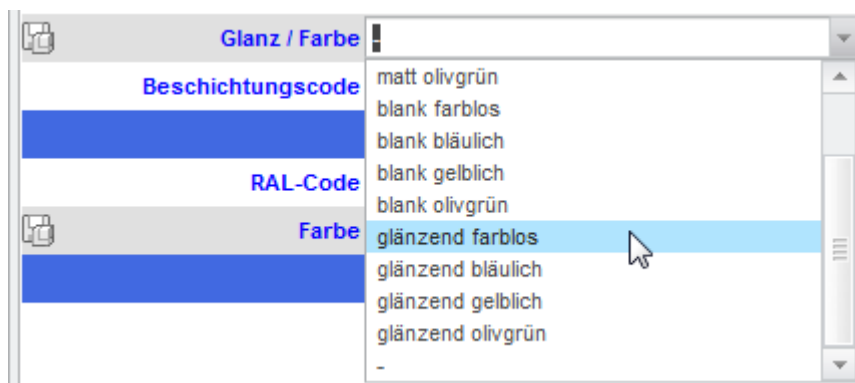 Glanz / Farbe -
matt olivgrün
Beschichtungscode
blank farblos
blank bläulich
blank gelblich
RAL-Code
blank olivgrün
Farbe
glänzend farblos
glänzend bläulich
glänzend gelblich
glänzend olivgrün
-